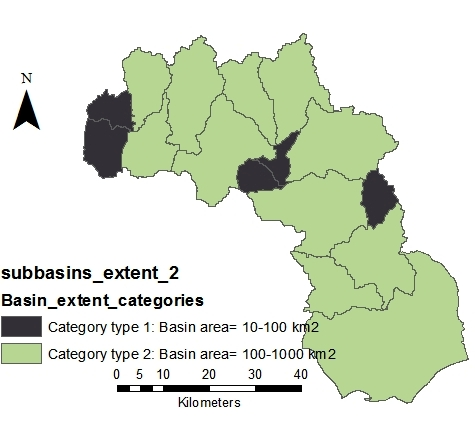 N
subbasins_extent_2
Basin_extent_categories
Category type 1: Basin area= 10-100 km2
Category type 2: Basin area= 100-1000 km2
0 5 10 20 30 40
Kilometers